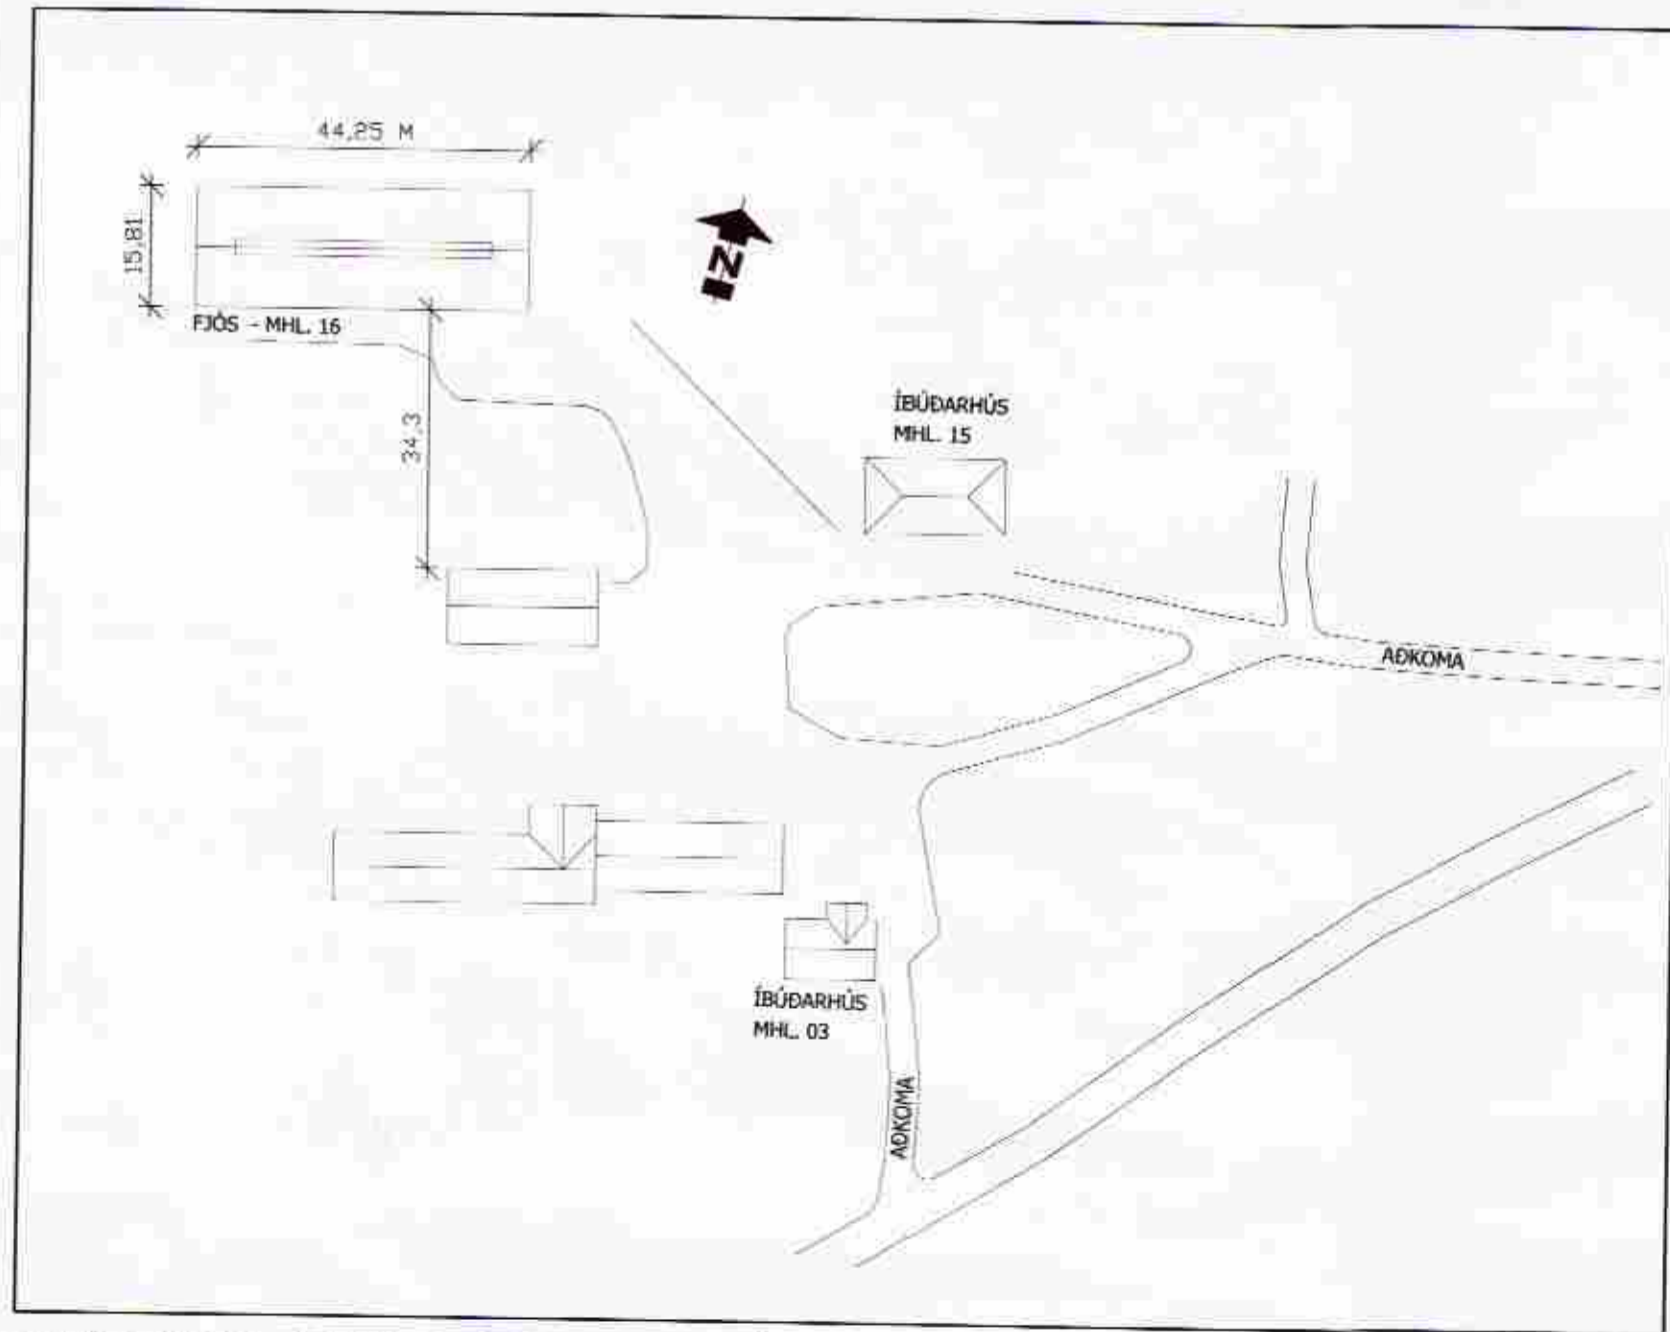 44,25 M
15,81
N
FJÓS - MHL. 16
34,3
ÍBÚÐARHÚS
MHL. 15
AÐKOMA
ÍBÚÐARHÚS
MHL. 03
AÐKOMA